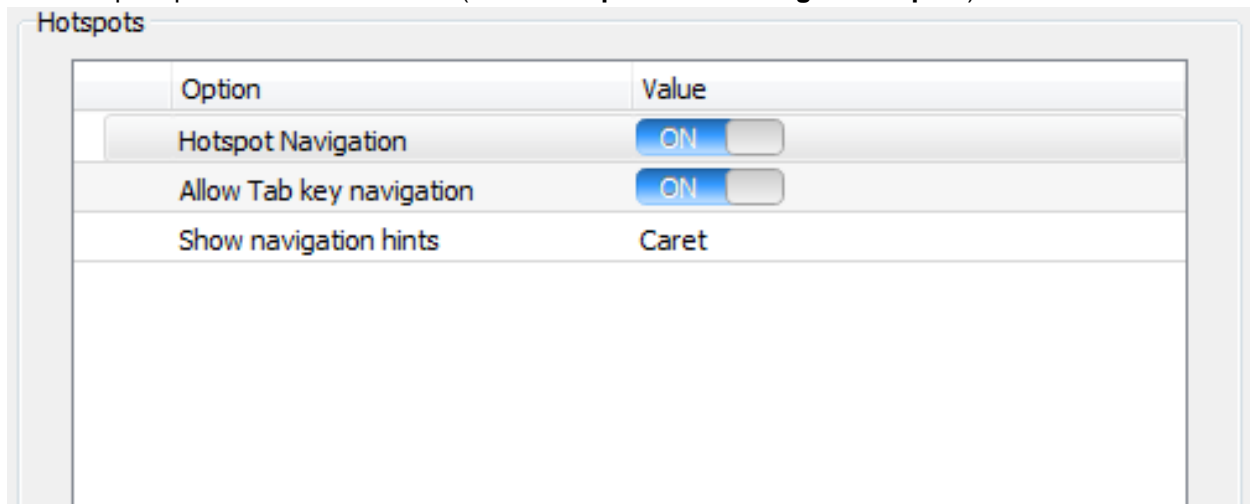 Hotspots
Option Value
Hotspot Navigation ON
Allow Tab key navigation ON
Show navigation hints Caret